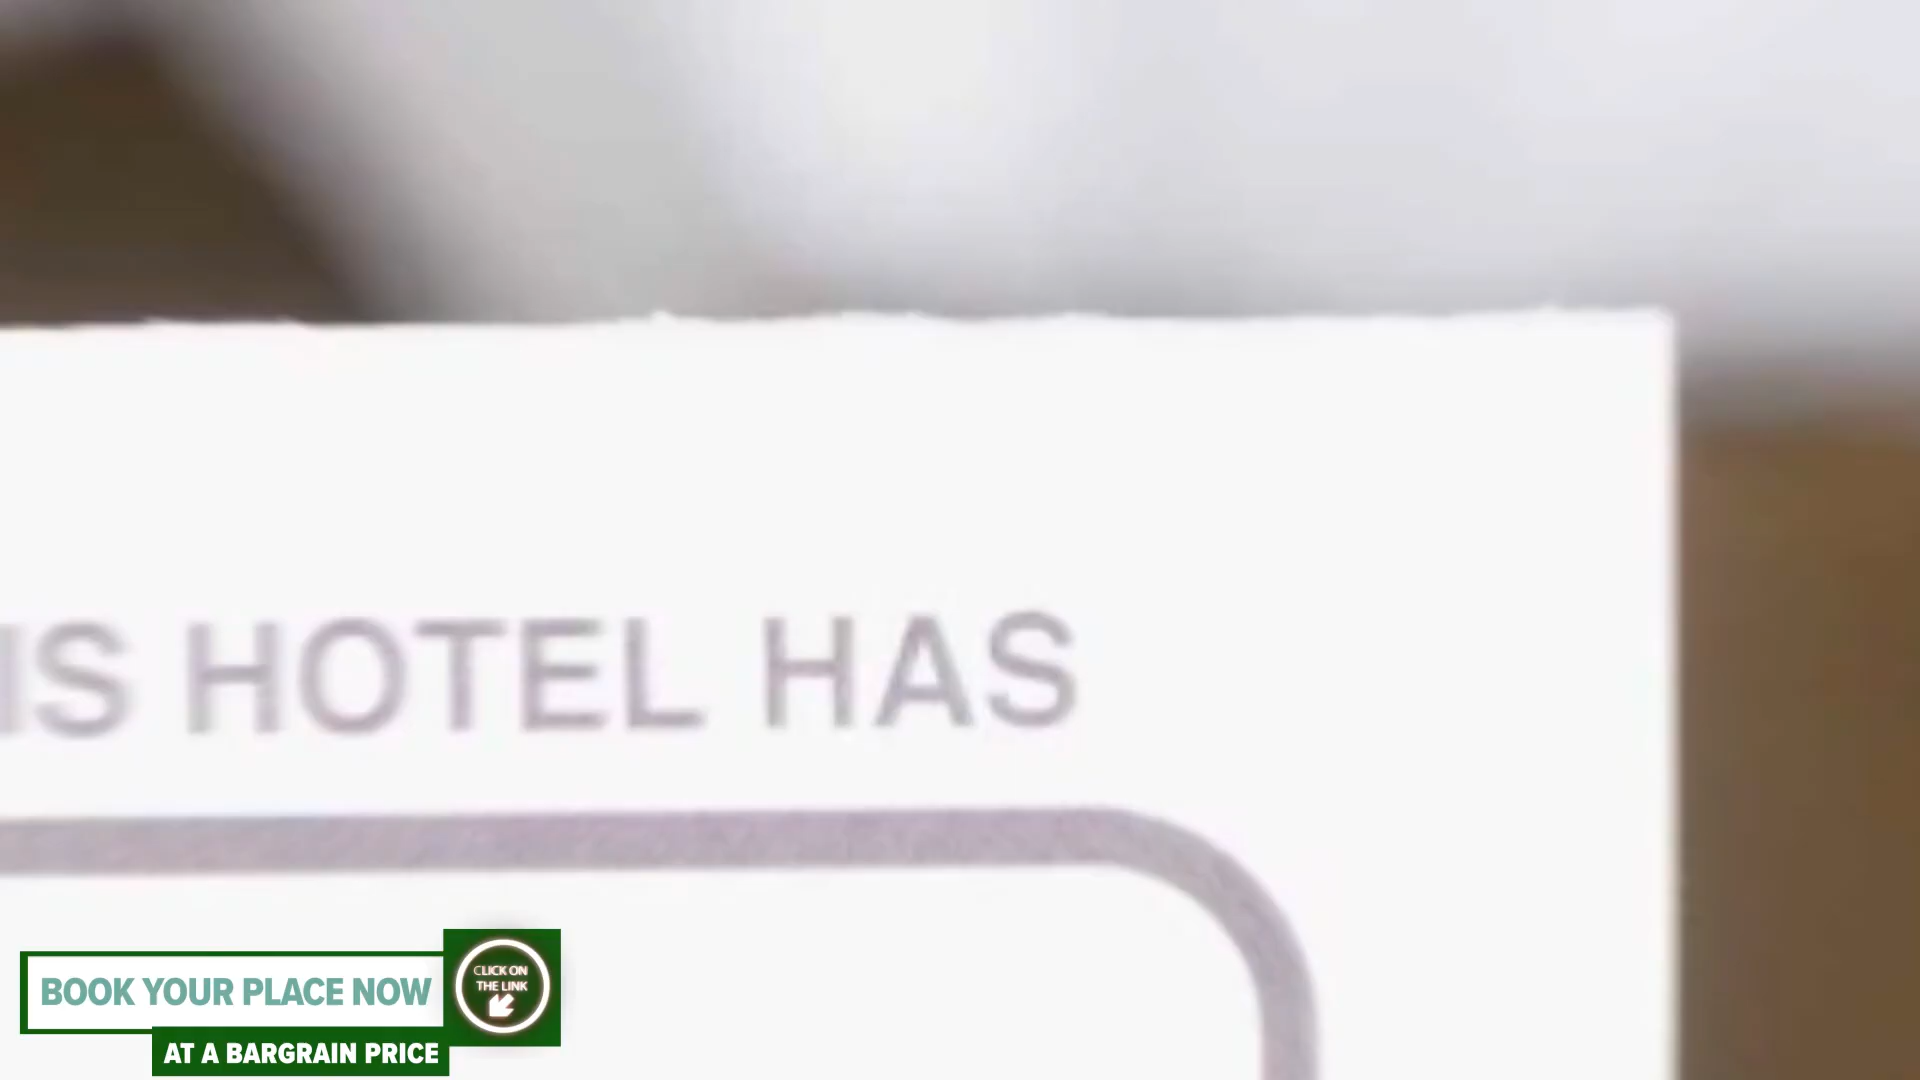 IS HOTEL HAS
BOOK YOUR PLACE NOW
CLICK ON
THE LINK
AT A BARGRAIN PRICE